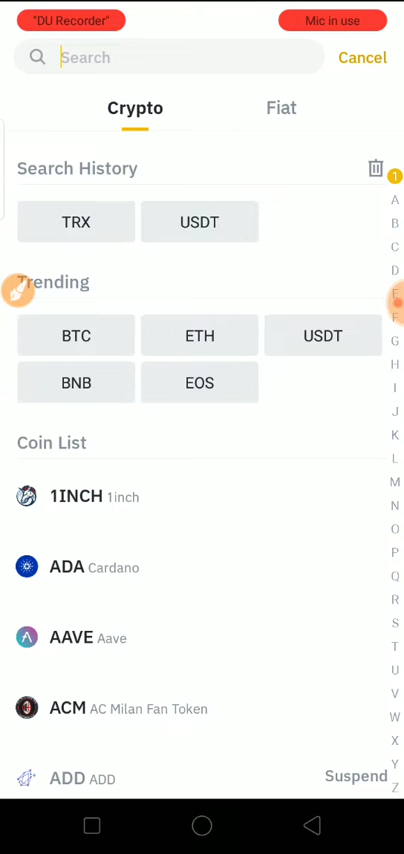 "DU Recorder" Mic in use
Search Cancel
Crypto Fiat
Search History
1
TRX USDT
Trending
BTC ETH USDT
BNB EOS
Coin List
1INCH 1inch
ADA Cardano
AAVE Aave
ACM AC Milan Fan Token
ADD ADD Suspend
A
B
C
D
E
F
G
H
I
J
K
L
M
N
O
P
Q
R
S
T
U
V
W
X
Y
Z